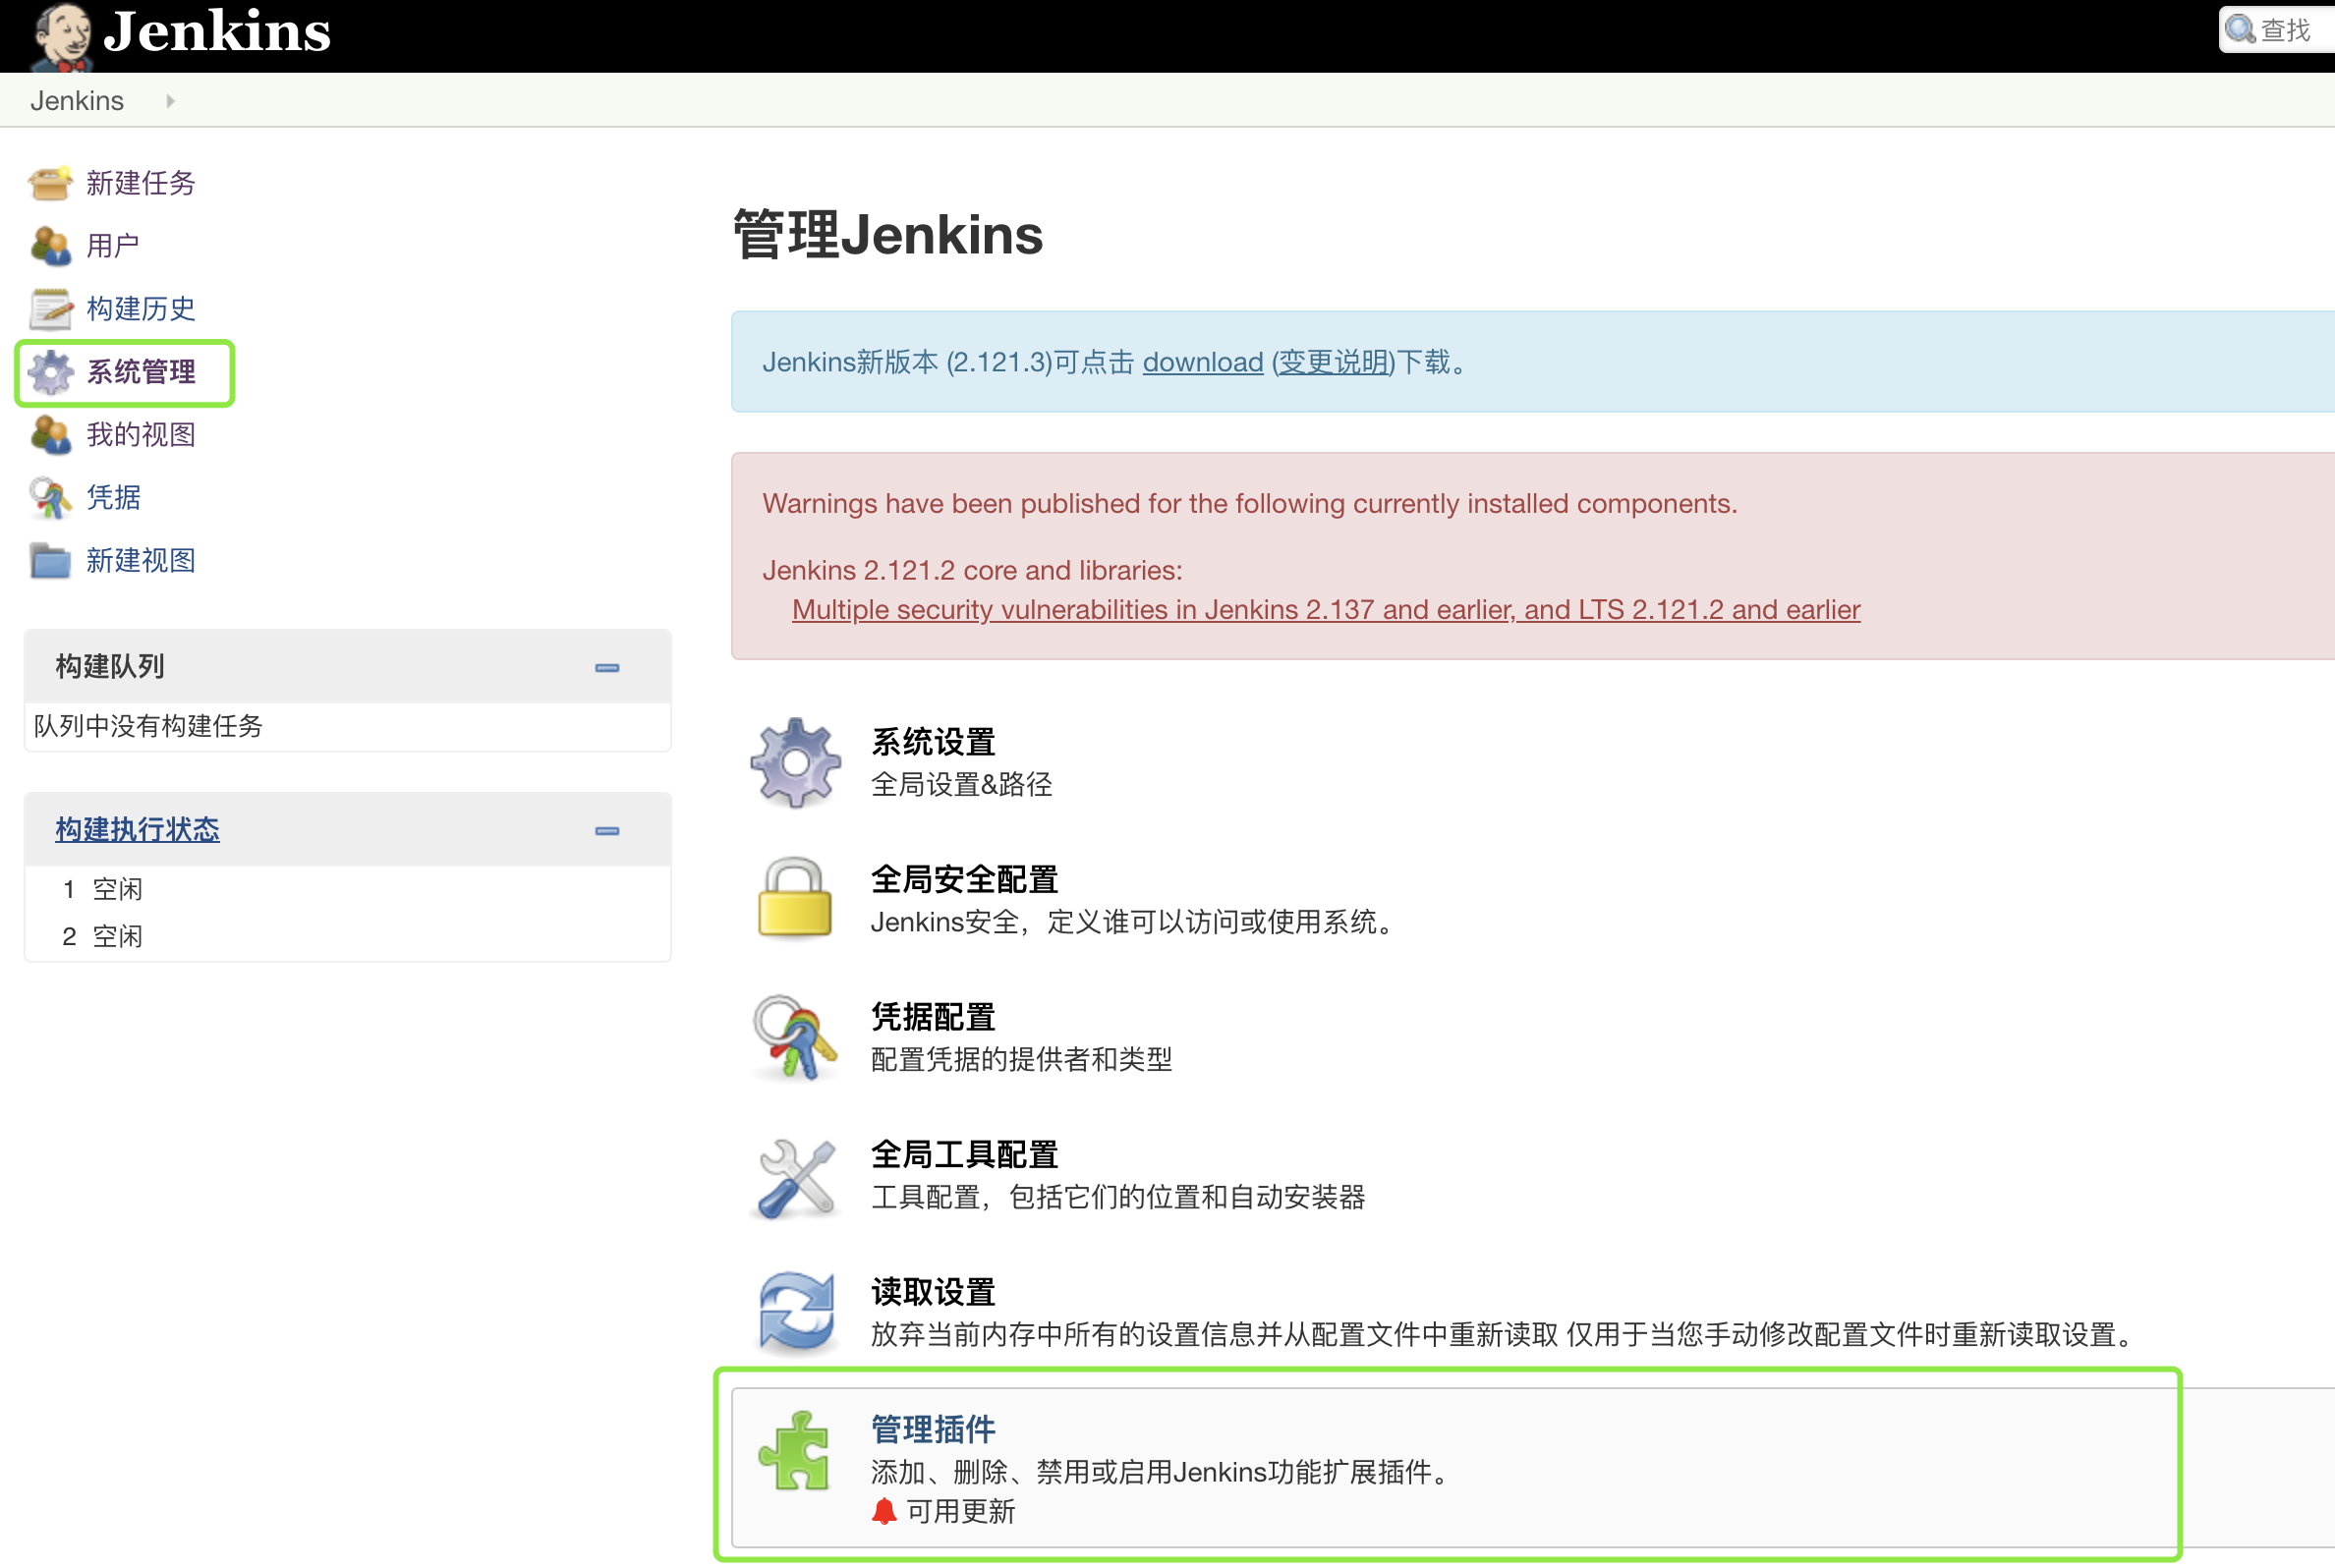 Jenkins
查找
Jenkins
新建任务
用户
构建历史
系统管理
我的视图
凭据
新建视图
构建队列
队列中没有构建任务
构建执行状态
1 空闲
2 空闲
管理Jenkins
Jenkins新版本 (2.121.3)可点击 download (变更说明)下载。
Warnings have been published for the following currently installed components.
Jenkins 2.121.2 core and libraries:
Multiple security vulnerabilities in Jenkins 2.137 and earlier, and LTS 2.121.2 and earlier
系统设置
全局设置&路径
全局安全配置
Jenkins安全，定义谁可以访问或使用系统。
凭据配置
配置凭据的提供者和类型
全局工具配置
工具配置，包括它们的位置和自动安装器
读取设置
放弃当前内存中所有的设置信息并从配置文件中重新读取 仅用于当您手动修改配置文件时重新读取设置。
管理插件
添加、删除、禁用或启用Jenkins功能扩展插件。
可用更新